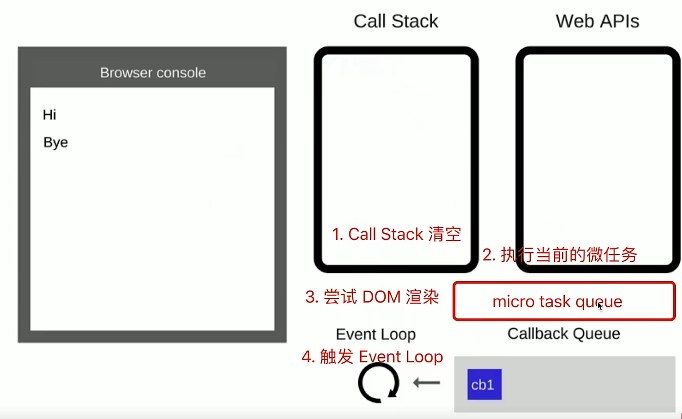 Call Stack
Web APIs
Browser console
Hi
Bye
1. Call Stack 清空
2. 执行当前的微任务
3. 尝试 DOM 渲染
micro task queue
Event Loop
Callback Queue
4. 触发 Event Loop
cb1